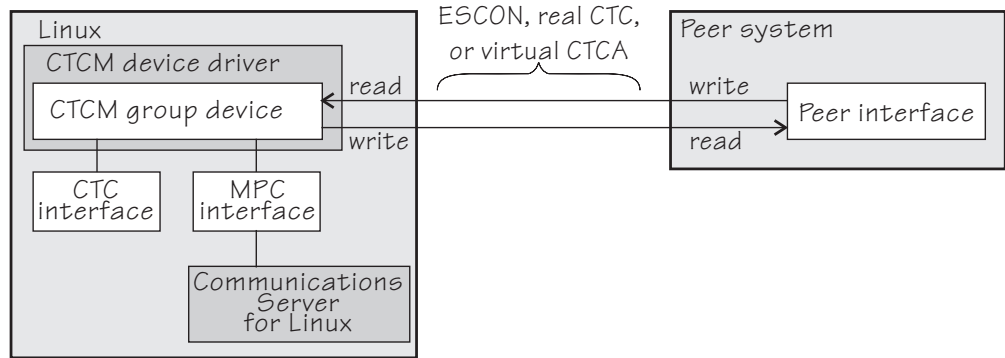 Linux
CTCM device driver
CTCM group device
CTC
interface
MPC
interface
Communications
Server
for Linux
ESCON, real CTC,
or virtual CTCA
read
write
write
read
Peer system
Peer interface